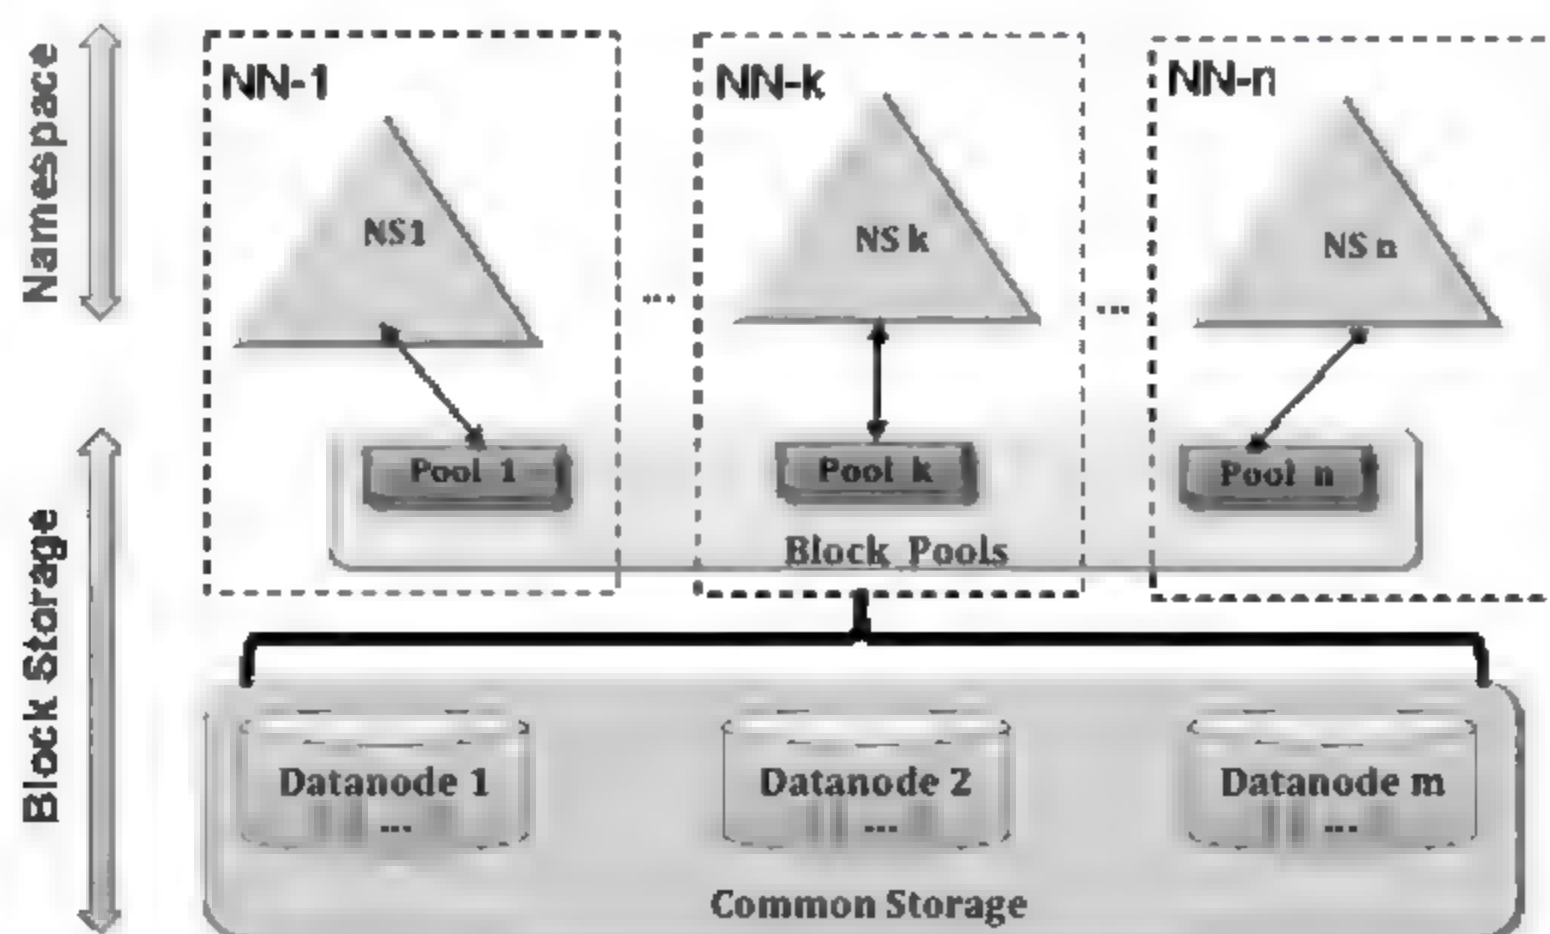 Namespace
NN-1
NN-k
NN-n
NS1
NS k
NS n
...
...
Block Storage
Pool 1
Pool k
Pool n
Block Pools
Datanode 1
...
Datanode 2
...
Datanode m
...
Common Storage